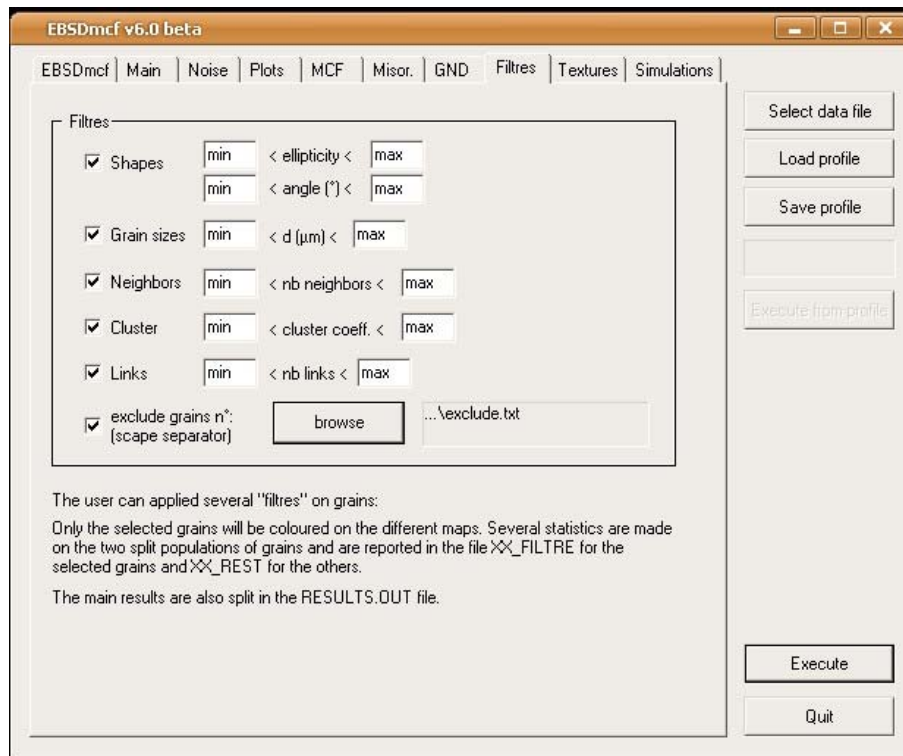 EBSDmcf v6.0 beta
EBSDmcf Main Noise Plots MCF Misor. GND Filtres Textures Simulations
Filtres
Shapes min < ellipticity < max
min < angle (°) < max
Grain sizes min < d (µm) < max
Neighbors min < nb neighbors < max
Cluster min < cluster coeff. < max
Links min < nb links < max
exclude grains n°:
(scape separator)
browse
...\exclude.txt
The user can applied several "filtres" on grains:
Only the selected grains will be coloured on the different maps. Several statistics are made
on the two split populations of grains and are reported in the file XX_FILTRE for the
selected grains and XX_REST for the others.
The main results are also split in the RESULTS.OUT file.
Select data file
Load profile
Save profile
Execute from profile
Execute
Quit